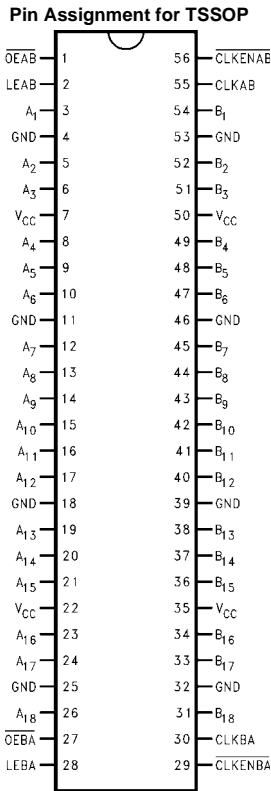 Pin Assignment for TSSOP
OEAB 1 56 CLKENAB
LEAB 2 55 CLKAB
A1 3 54 B1
GND 4 53 GND
A2 5 52 B2
A3 6 51 B3
VCC 7 50 VCC
A4 8 49 B4
A5 9 48 B5
A6 10 47 B6
GND 11 46 GND
A7 12 45 B7
A8 13 44 B8
A9 14 43 B9
A10 15 42 B10
A11 16 41 B11
A12 17 40 B12
GND 18 39 GND
A13 19 38 B13
A14 20 37 B14
A15 21 36 B15
VCC 22 35 VCC
A16 23 34 B16
A17 24 33 B17
GND 25 32 GND
A18 26 31 B18
OEBA 27 30 CLKBA
LEBA 28 29 CLKENBA